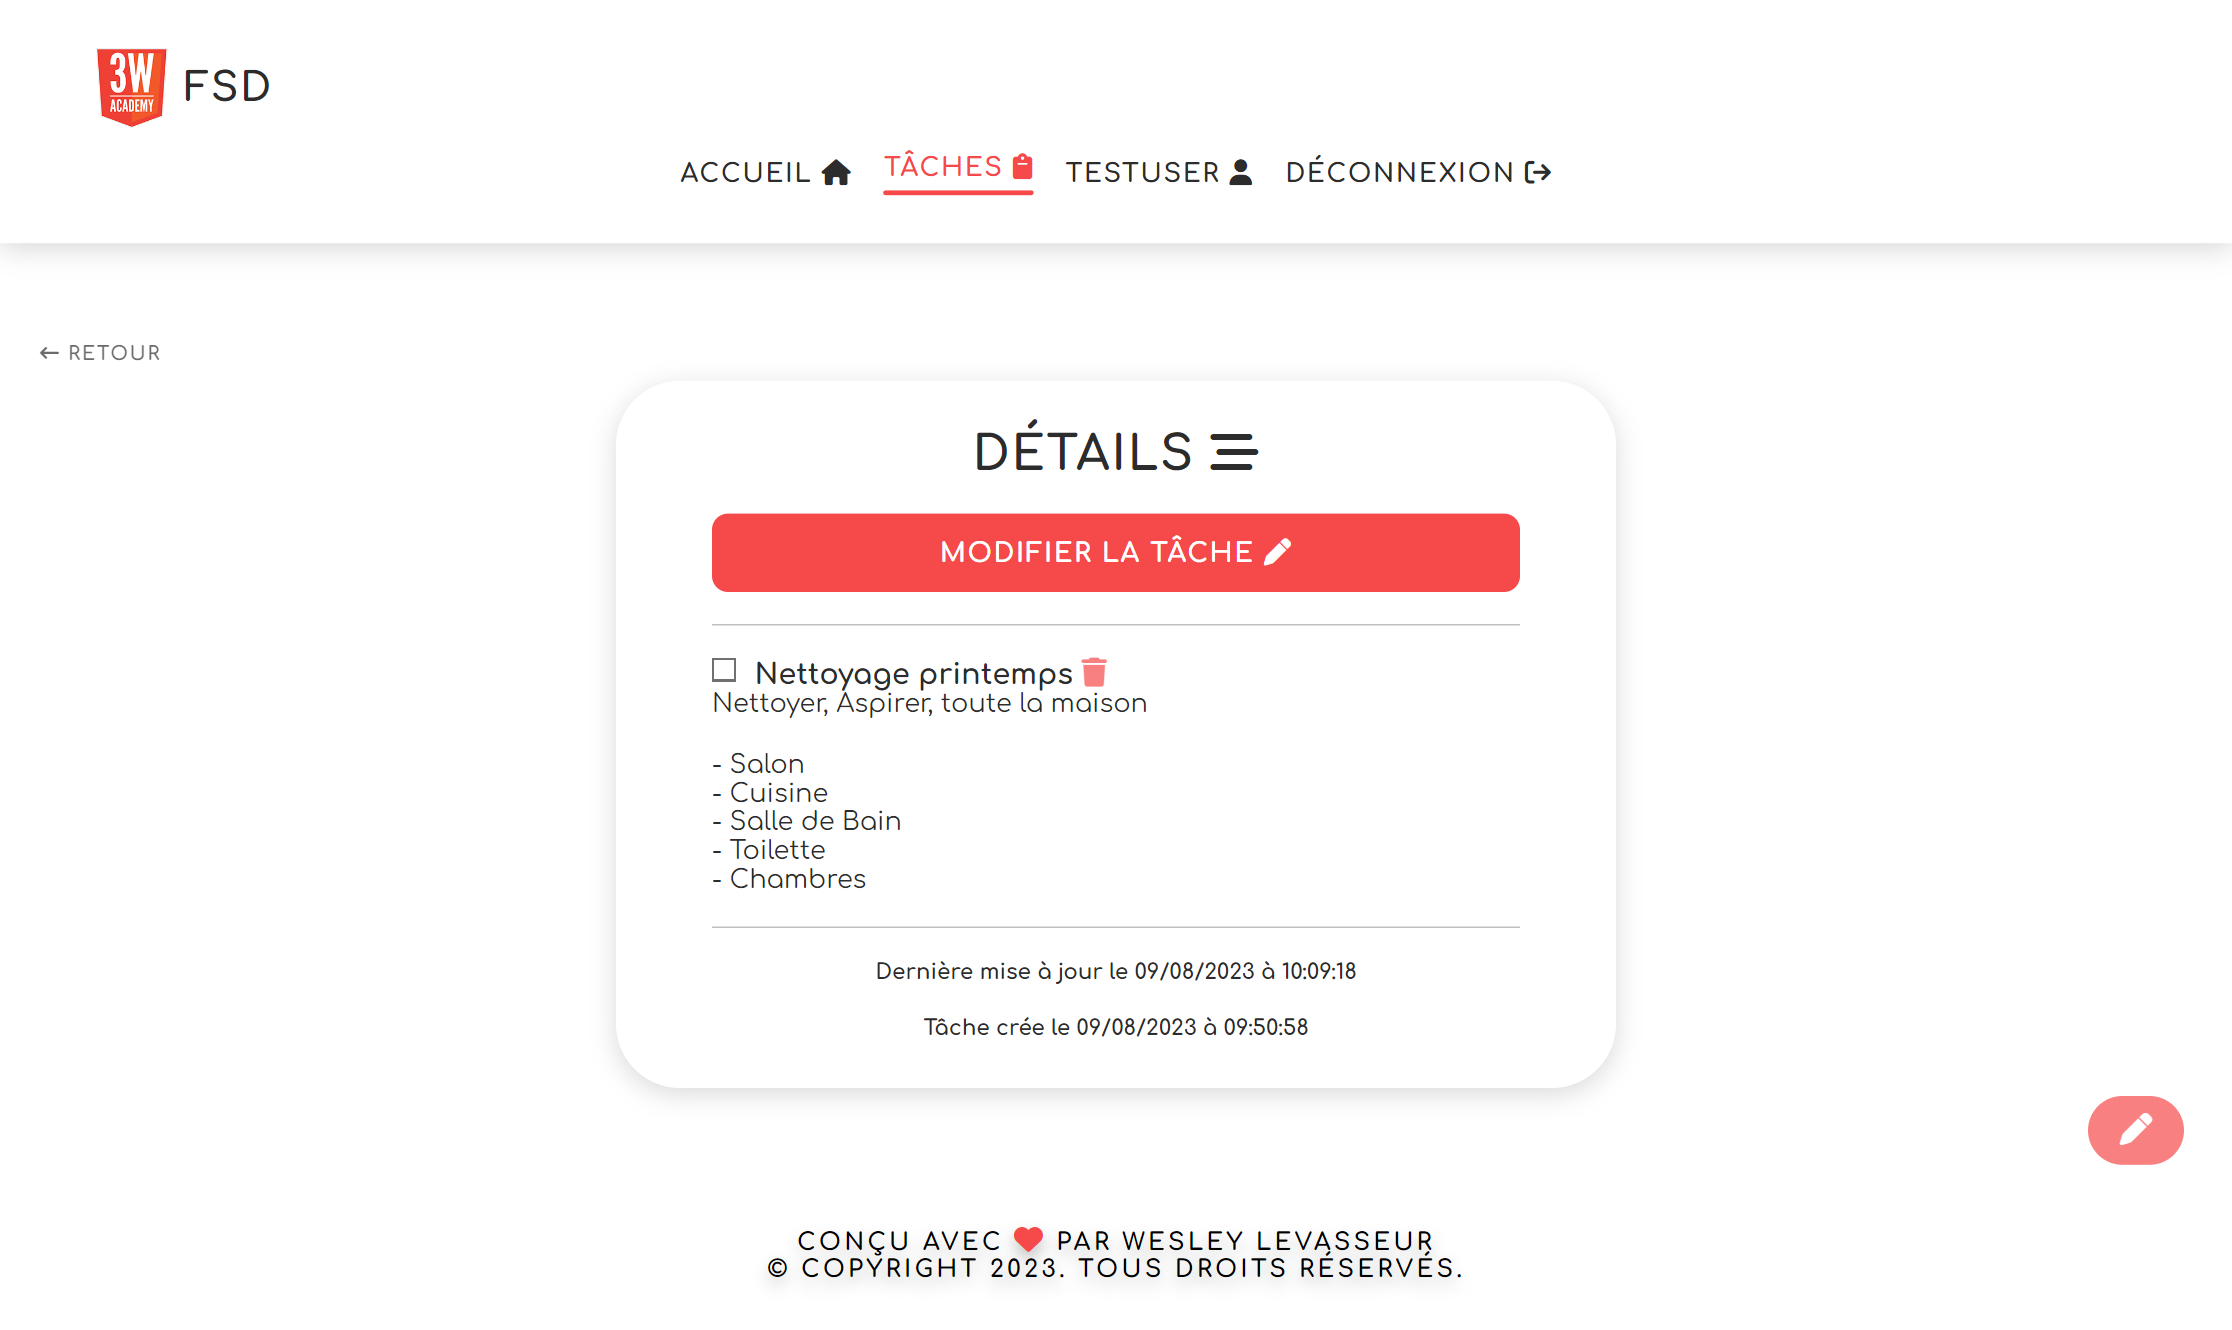 3W
ACADEMY
FSD
ACCUEIL
TÂCHES
TESTUSER
DÉCONNEXION
← RETOUR
DÉTAILS
MODIFIER LA TÂCHE
Nettoyage printemps
Nettoyer, Aspirer, toute la maison
- Salon
- Cuisine
- Salle de Bain
- Toilette
- Chambres
Dernière mise à jour le 09/08/2023 à 10:09:18
Tâche crée le 09/08/2023 à 09:50:58
CONÇU AVEC ❤ PAR WESLEY LEVASSEUR
© COPYRIGHT 2023. TOUS DROITS RÉSERVÉS.